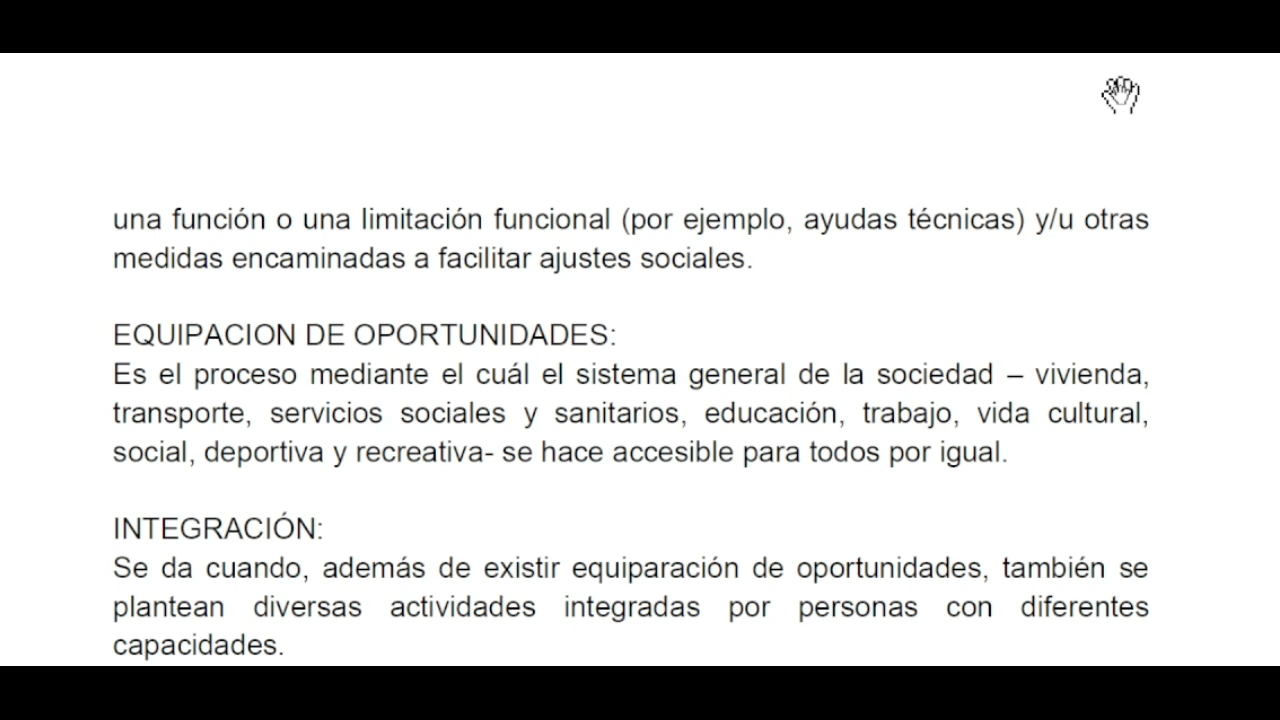 una función o una limitación funcional (por ejemplo, ayudas técnicas) y/u otras
medidas encaminadas a facilitar ajustes sociales.
EQUIPACION DE OPORTUNIDADES:
Es el proceso mediante el cuál el sistema general de la sociedad – vivienda,
transporte, servicios sociales y sanitarios, educación, trabajo, vida cultural,
social, deportiva y recreativa- se hace accesible para todos por igual.
INTEGRACIÓN:
Se da cuando, además de existir equiparación de oportunidades, también se
plantean diversas actividades integradas por personas con diferentes
capacidades.